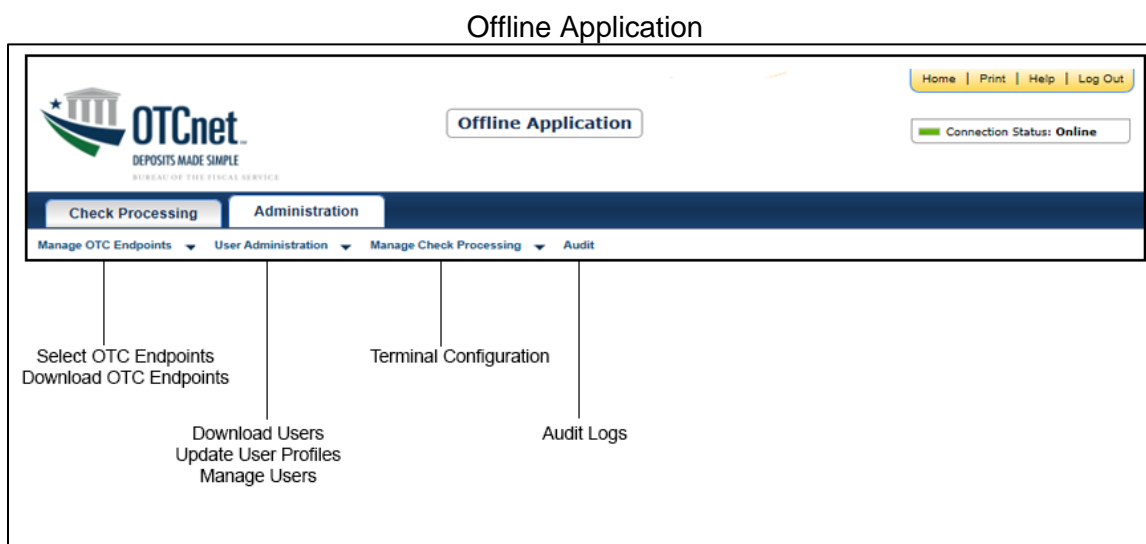 Offline Application
Home | Print | Help | Log Out
OTCnet™
Offline Application
Connection Status: Online
DEPOSITS MADE SIMPLE
BUREAU OF THE FISCAL SERVICE
Check Processing Administration
Manage OTC Endpoints User Administration Manage Check Processing Audit
Select OTC Endpoints
Download OTC Endpoints
Terminal Configuration
Download Users
Update User Profiles
Manage Users
Audit Logs